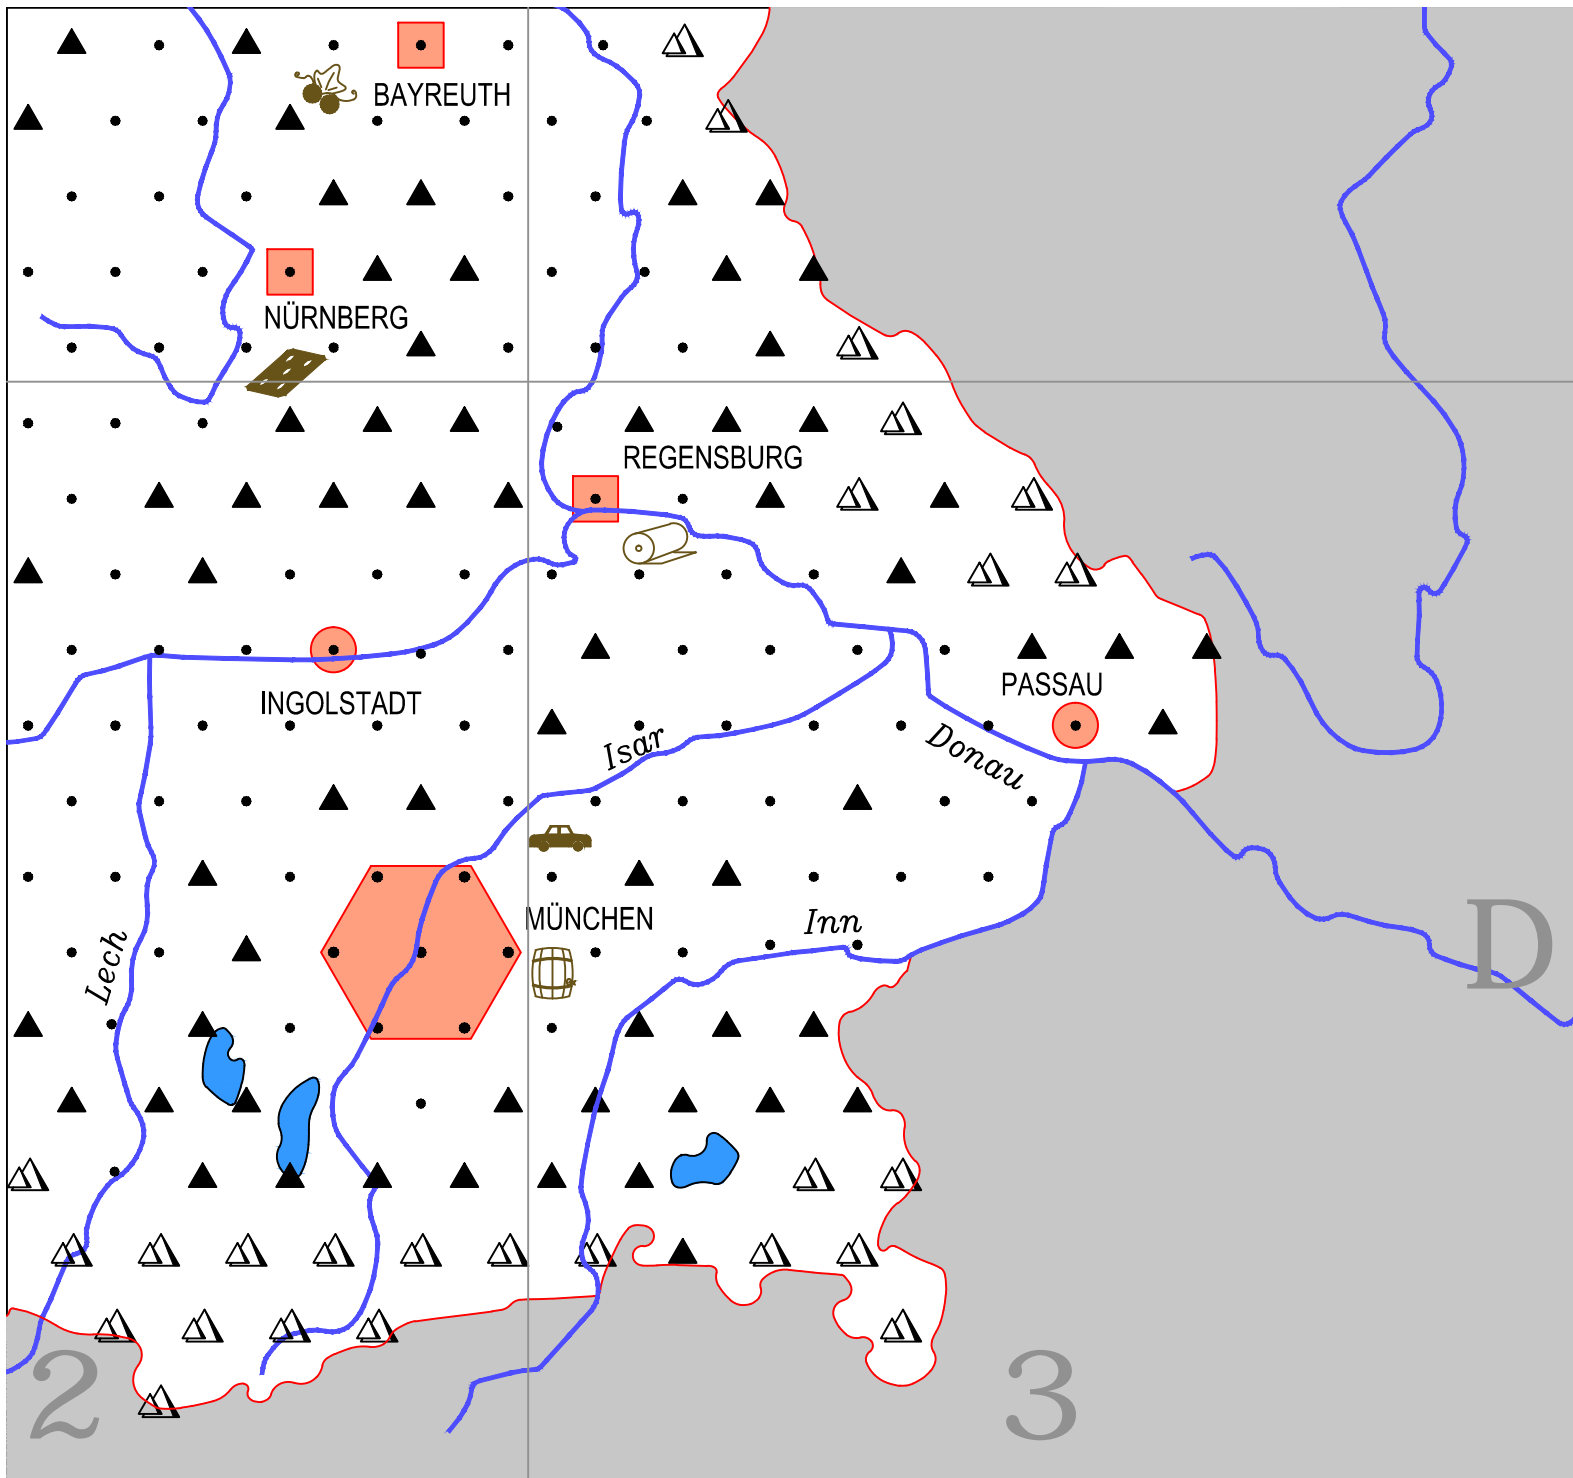 BAYREUTH
NÜRNBERG
REGENSBURG
INGOLSTADT
PASSAU
Isar
Donau
MÜNCHEN
Inn
Lech
D
2
3